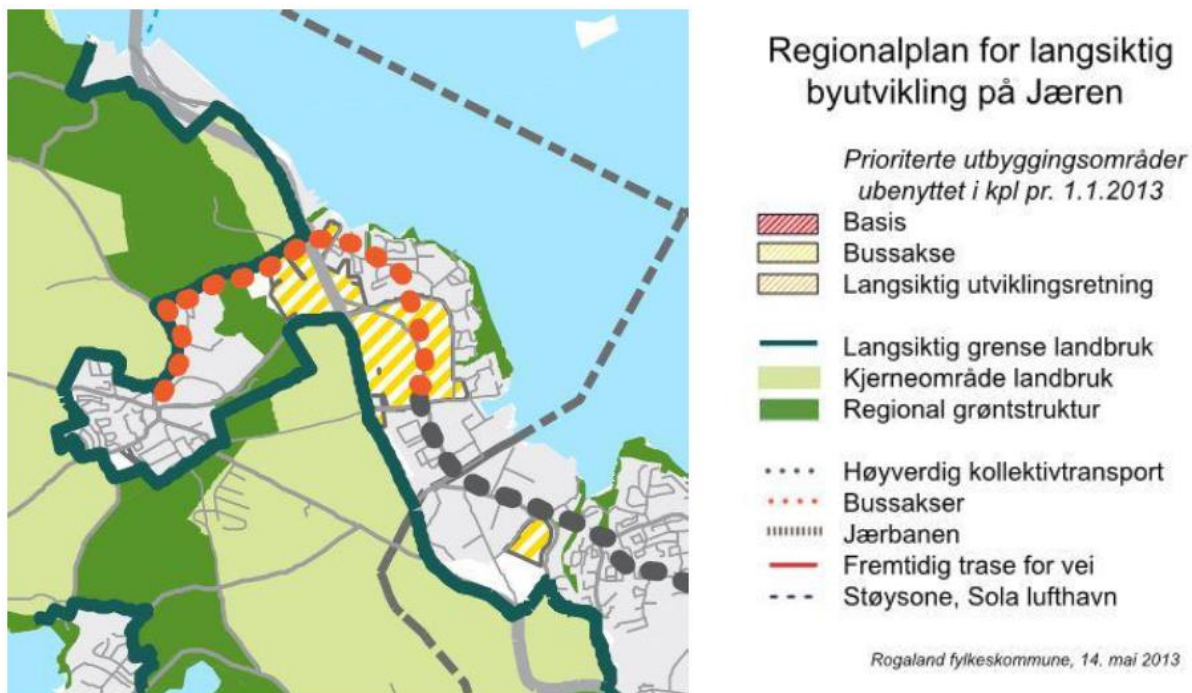 Regionalplan for langsiktig
byutvikling på Jæren
Prioriterte utbyggingsområder
ubenyttet i kpl pr. 1.1.2013
Basis
Bussakse
Langsiktig utviklingsretning
Langsiktig grense landbruk
Kjerneområde landbruk
Regional grøntstruktur
Høyverdig kollektivtransport
Bussakser
Jærbanen
Fremtidig trase for vei
Støysone, Sola lufthavn
Rogaland fylkeskommune, 14. mai 2013